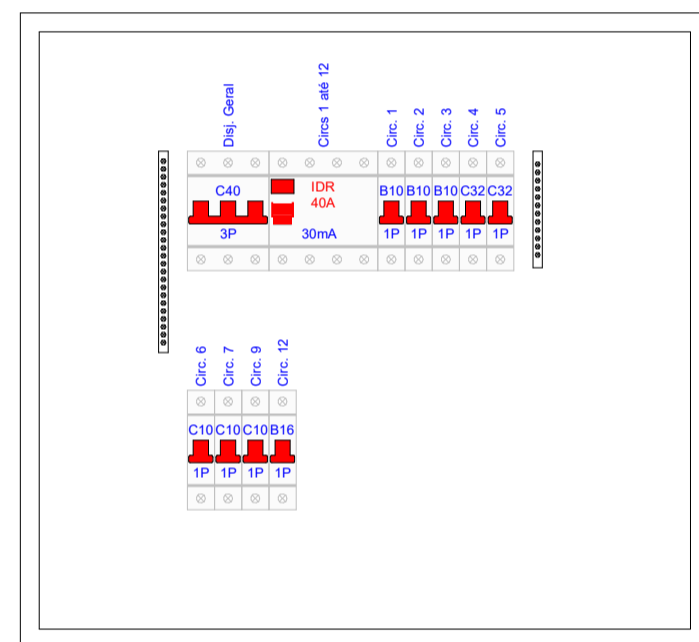 Disj. Geral
Circs 1 até 12
Circ. 1
Circ. 2
Circ. 3
Circ. 4
Circ. 5
C40
IDR
40A
B10 B10 B10 C32 C32
3P
30mA
1P 1P 1P 1P 1P
Circ. 6
Circ. 7
Circ. 9
Circ. 12
C10 C10 C10 B16
1P 1P 1P 1P